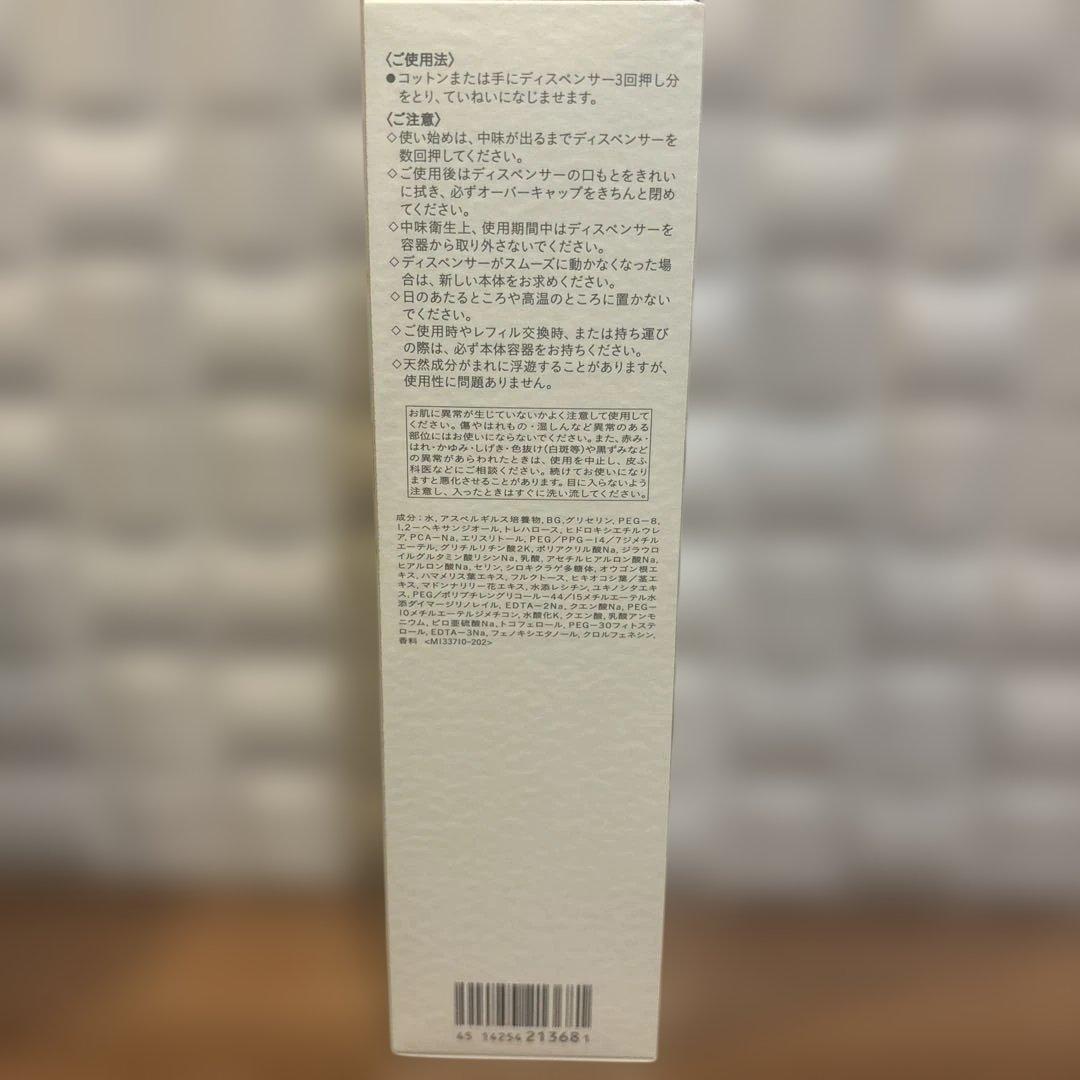 〈ご使用法〉
●コットンまたは手にディスペンサー3回押し分
をとり、ていねいになじませます。
〈ご注意〉
◇使い始めは、中味が出るまでディスペンサーを
数回押してください。
◇ご使用後はディスペンサーの口もとをきれい
に拭き、必ずオーバーキャップをきちんと閉め
てください。
◇中味衛生上、使用期間中はディスペンサーを
容器から取り外さないでください。
◇ディスペンサーがスムーズに動かなくなった場
合は、新しい本体をお求めください。
◇日のあたるところや高温のところに置かない
でください。
◇ご使用時やレフィル交換時、または持ち運び
の際は、必ず本体容器をお持ちください。
◇天然成分がまれに浮遊することがありますが、
使用性に問題ありません。
お肌に異常が生じていないかよく注意して使用して
ください。傷やはれもの・湿しんなど異常のある
部位にはお使いにならないでください。また、赤み・
はれ・かゆみ・しげき・色抜け(白斑等)や黒ずみなど
の異常があらわれたときは、使用を中止し、皮ふ
科医などにご相談ください。続けてお使いになり
ますと悪化させることがあります。目に入らないよう
注意し、入ったときはすぐに洗い流してください。
成分：水, アスペルギルス培養物, BG, グリセリン, PEG－8,
1,2－ヘキサンジオール, トレハロース, ヒドロキシエチルウレ
ア, PCA－Na, エリスリトール, PEG／PPG－14／7ジメチル
エーテル, グリチルリチン酸2K, ポリアクリル酸Na, ジラウロ
イルグルタミン酸リシンNa, 乳酸, アセチルヒアルロン酸Na,
ヒアルロン酸Na, セリン, シロキクラゲ多糖体, オウゴン根エ
キス, ハマメリス葉エキス, フルクトース, ヒキオコシ葉／茎エ
キス, マドンナリリー花エキス, 水添レシチン, ユキノシタエキ
ス, PEG／ポリブチレングリコール－44／15メチルエーテル水
添ダイマージリノレイル, EDTA－2Na, クエン酸Na, PEG－
10メチルエーテルジメチコン, 水酸化K, クエン酸, 乳酸アンモ
ニウム, ピロ亜硫酸Na, トコフェロール, PEG－30フィトステ
ロール, EDTA－3Na, フェノキシエタノール, クロルフェネシン,
香料 <MI33710-202>
45 14254 213681